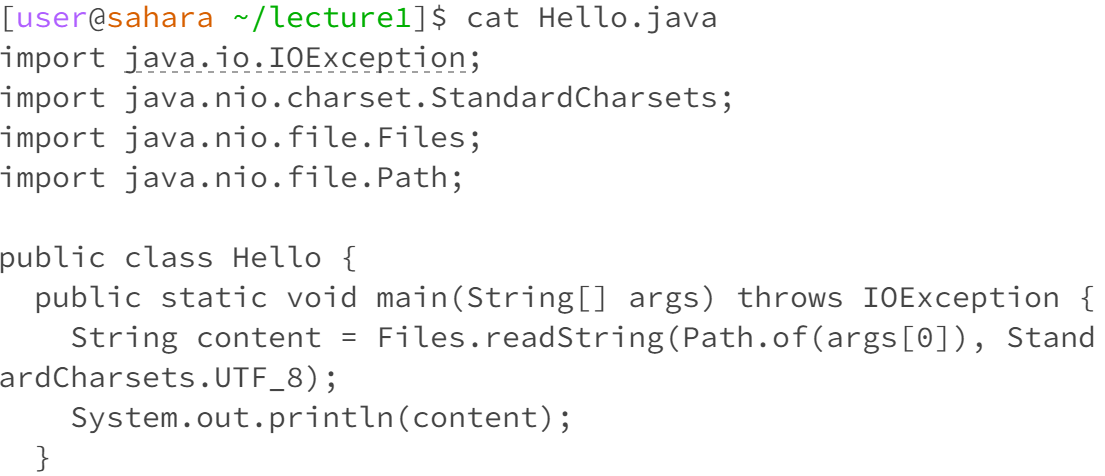 [user@sahara ~/lecture1]$ cat Hello.java
import java.io.IOException;
import java.nio.charset.StandardCharsets;
import java.nio.file.Files;
import java.nio.file.Path;

public class Hello {
  public static void main(String[] args) throws IOException {
    String content = Files.readString(Path.of(args[0]), Stand
ardCharsets.UTF_8);
    System.out.println(content);
  }